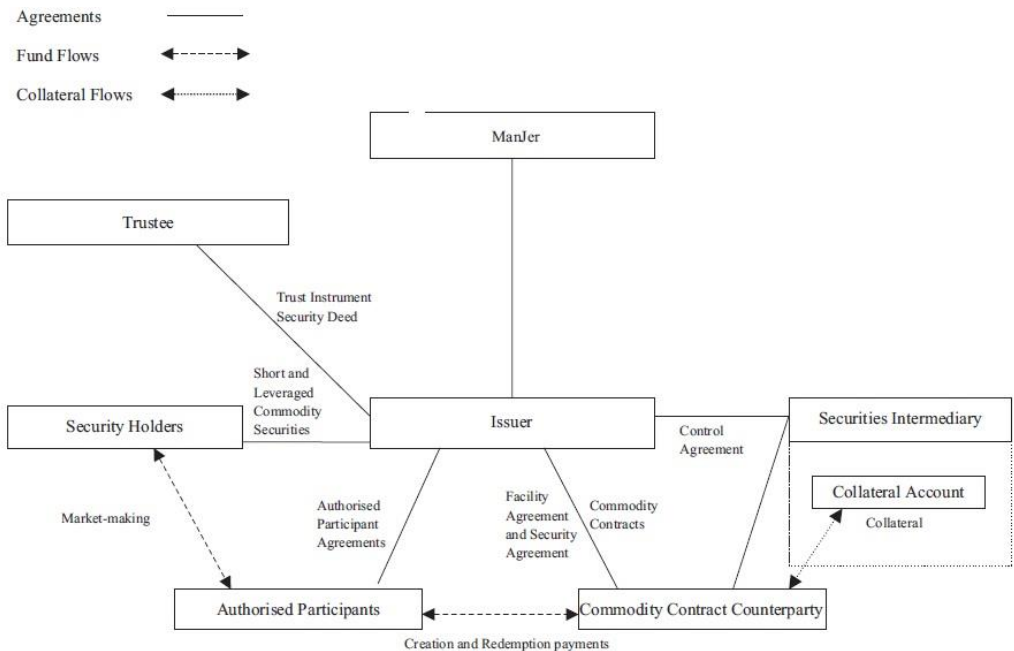 Agreements
Fund Flows
Collateral Flows
ManJer
Trustee
Trust Instrument
Security Deed
Short and
Leveraged
Commodity
Securities
Security Holders
Issuer
Securities Intermediary
Control
Agreement
Collateral Account
Collateral
Market-making
Authorised
Participant
Agreements
Facility
Agreement
and Security
Agreement
Commodity
Contracts
Authorised Participants
Commodity Contract Counterparty
Creation and Redemption payments